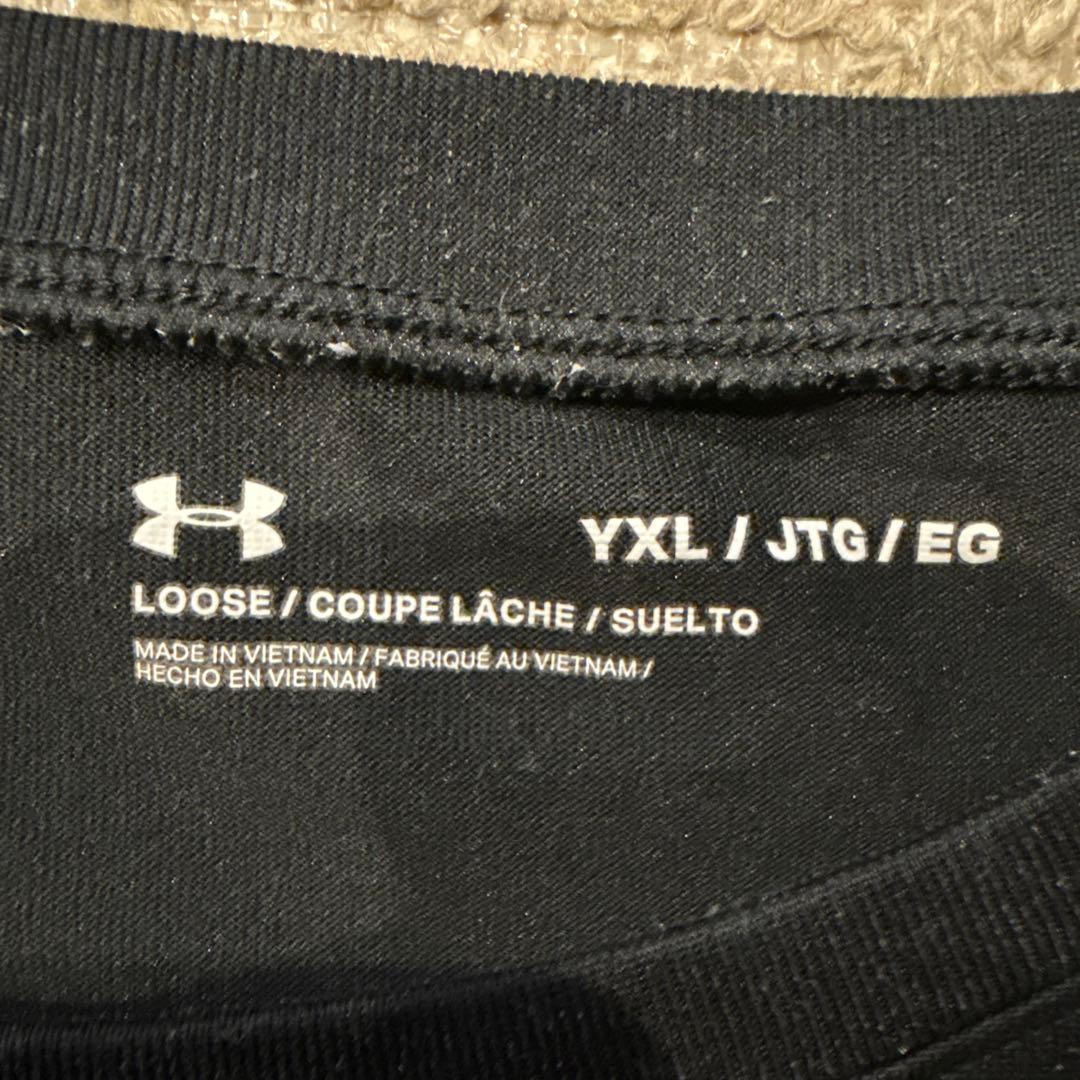 YXL / JTG / EG
LOOSE / COUPE LÂCHE / SUELTO
MADE IN VIETNAM / FABRIQUÉ AU VIETNAM /
HECHO EN VIETNAM